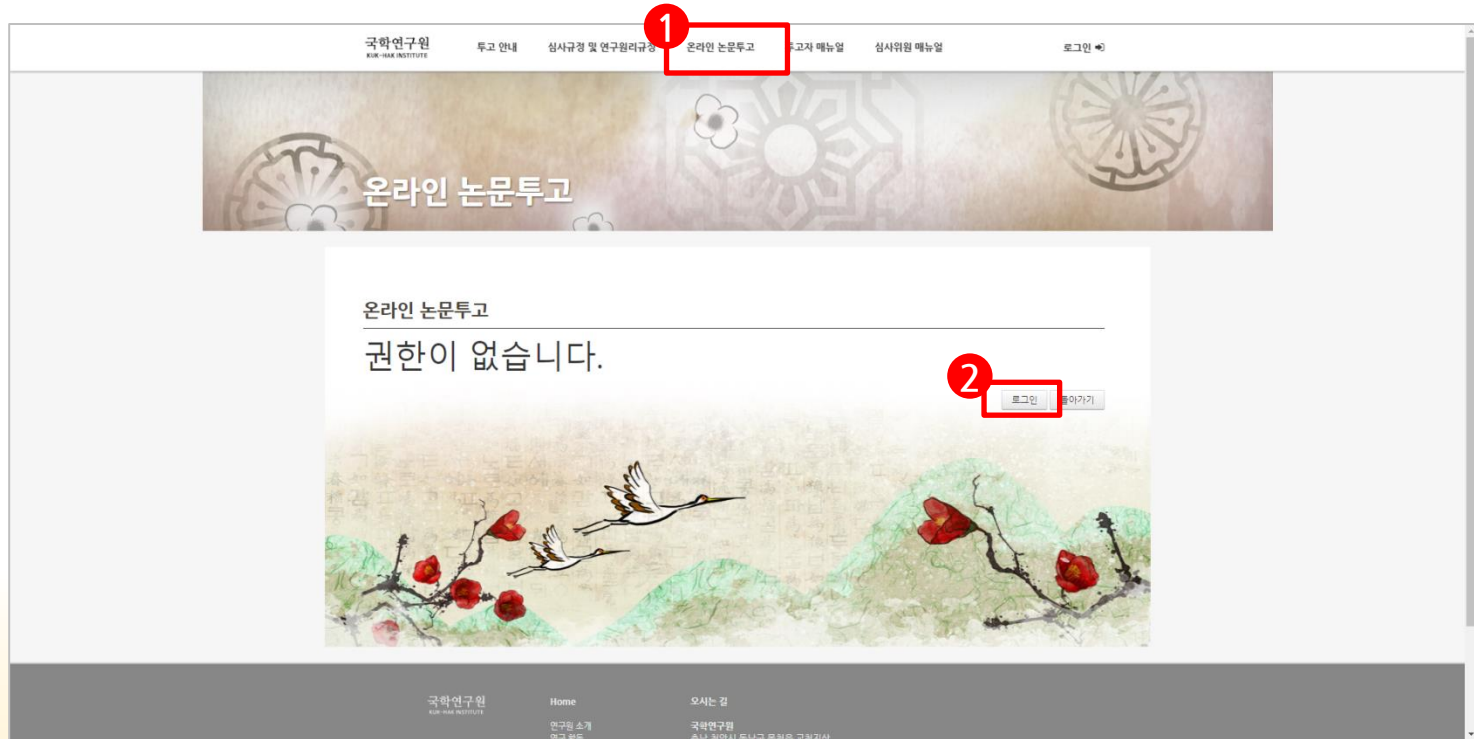 1
국학연구원 투고 안내 심사규정 및 연구윤리규정 온라인 논문투고 투고자 매뉴얼 심사위원 매뉴얼 로그인
KUK-HAK INSTITUTE
온라인 논문투고
온라인 논문투고
권한이 없습니다.
2
로그인 돌아가기
국학연구원 Home 오시는 길
KUK-HAK INSTITUTE
연구원 소개 국학연구원